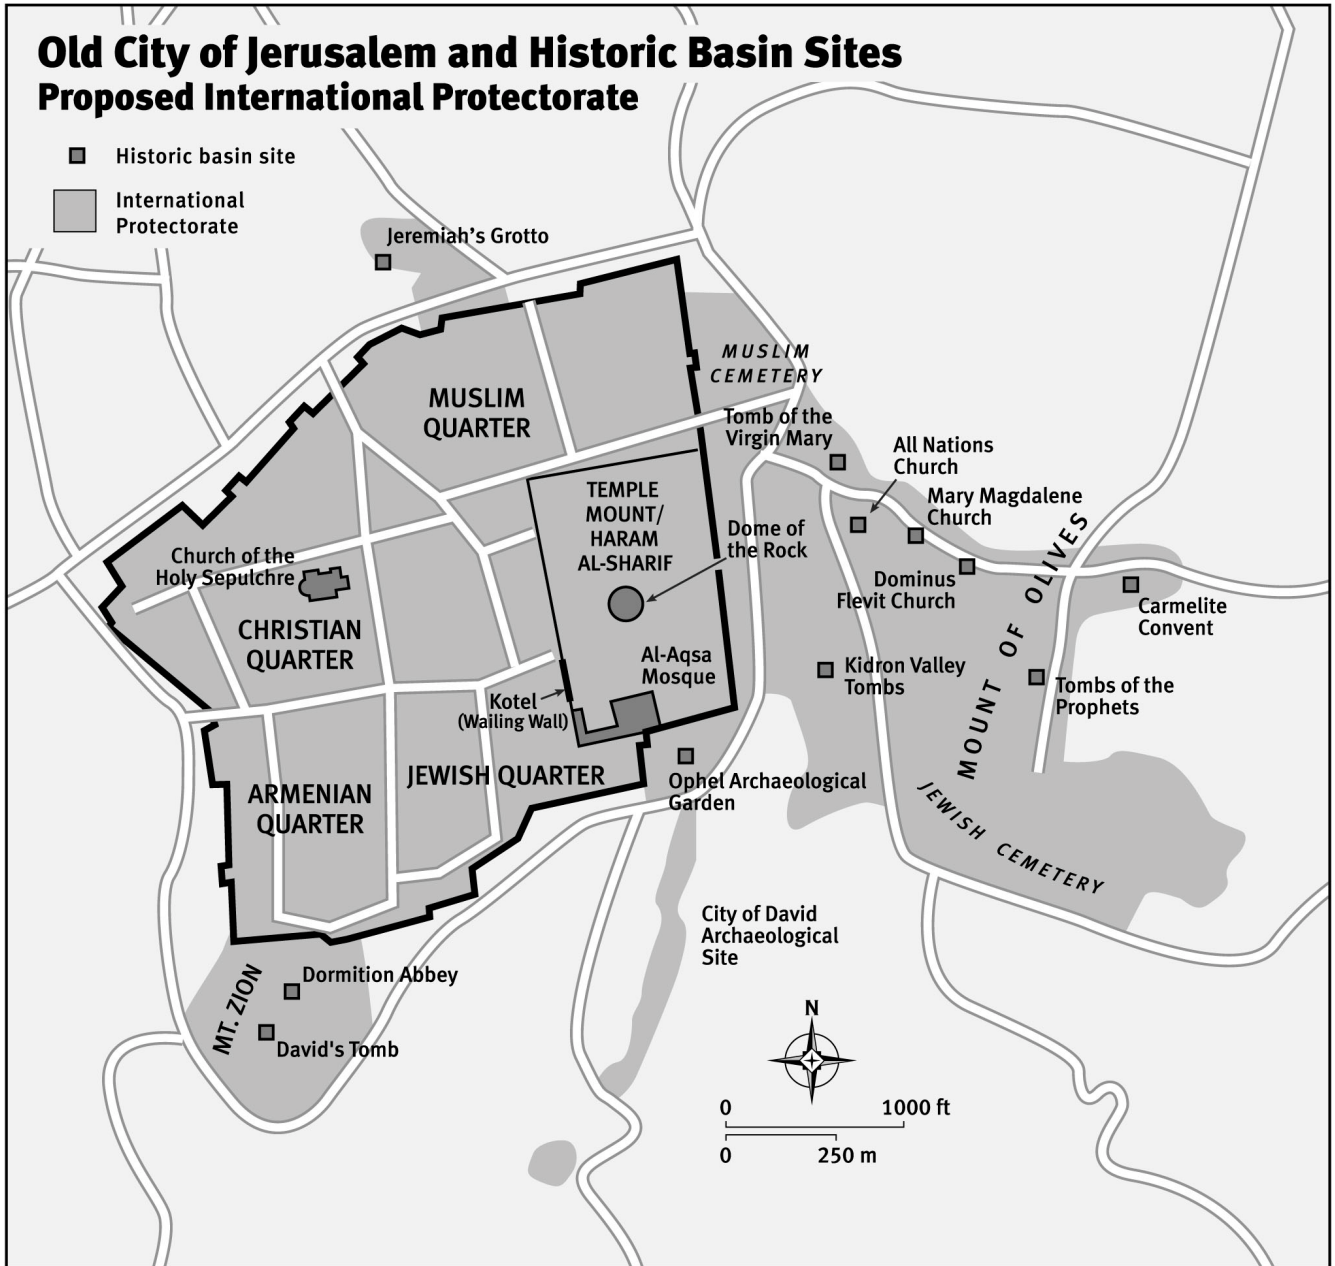 Old City of Jerusalem and Historic Basin Sites
Proposed International Protectorate
Historic basin site
International
Protectorate
Jeremiah's Grotto
MUSLIM
CEMETERY
MUSLIM
QUARTER
Tomb of the
Virgin Mary
All Nations
Church
Mary Magdalene
Church
TEMPLE
MOUNT/
HARAM
AL-SHARIF
Dome of
the Rock
Church of the
Holy Sepulchre
Dominus
Flevit Church
MOUNT OF OLIVES
Carmelite
Convent
CHRISTIAN
QUARTER
Al-Aqsa
Mosque
Kidron Valley
Tombs
Tombs of the
Prophets
Kotel
(Wailing Wall)
JEWISH QUARTER
Ophel Archaeological
Garden
ARMENIAN
QUARTER
JEWISH CEMETERY
City of David
Archaeological
Site
MT. ZION
Dormition Abbey
David's Tomb
N
0 1000 ft
0 250 m